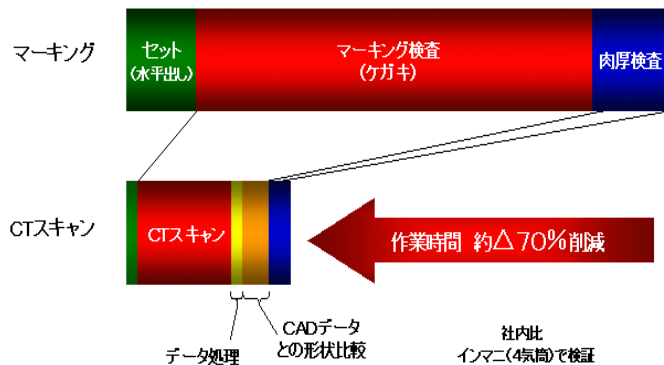 マーキング
セット
(水平出し)
マーキング検査
(ケガキ)
肉厚検査
CTスキャン
CTスキャン
作業時間 約△70%削減
データ処理
CADデータ
との形状比較
社内比
インマニ(4気筒)で検証